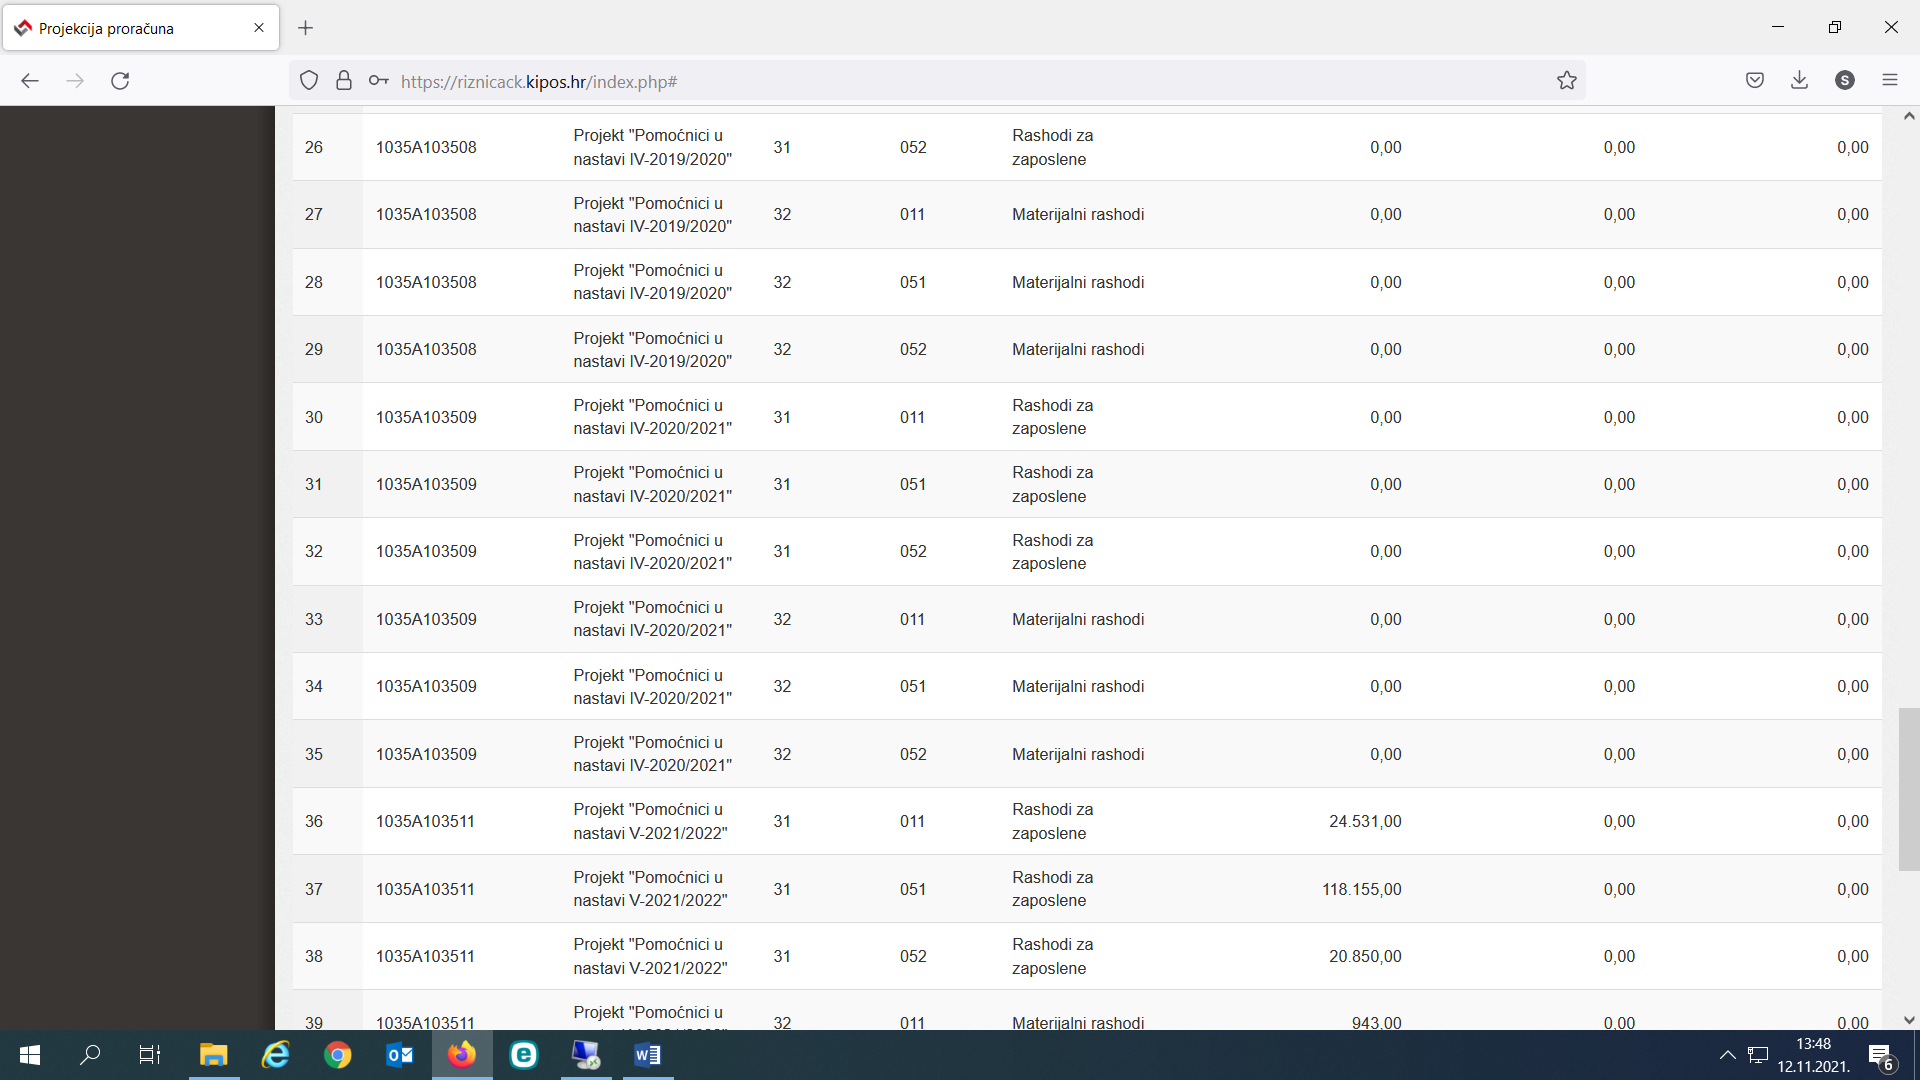 Projekcija proračuna
https://riznicack.kipos.hr/index.php#
S
26 1035A103508 Projekt "Pomoćnici u nastavi IV-2019/2020" 31 052 Rashodi za zaposlene 0,00 0,00 0,00
27 1035A103508 Projekt "Pomoćnici u nastavi IV-2019/2020" 32 011 Materijalni rashodi 0,00 0,00 0,00
28 1035A103508 Projekt "Pomoćnici u nastavi IV-2019/2020" 32 051 Materijalni rashodi 0,00 0,00 0,00
29 1035A103508 Projekt "Pomoćnici u nastavi IV-2019/2020" 32 052 Materijalni rashodi 0,00 0,00 0,00
30 1035A103509 Projekt "Pomoćnici u nastavi IV-2020/2021" 31 011 Rashodi za zaposlene 0,00 0,00 0,00
31 1035A103509 Projekt "Pomoćnici u nastavi IV-2020/2021" 31 051 Rashodi za zaposlene 0,00 0,00 0,00
32 1035A103509 Projekt "Pomoćnici u nastavi IV-2020/2021" 31 052 Rashodi za zaposlene 0,00 0,00 0,00
33 1035A103509 Projekt "Pomoćnici u nastavi IV-2020/2021" 32 011 Materijalni rashodi 0,00 0,00 0,00
34 1035A103509 Projekt "Pomoćnici u nastavi IV-2020/2021" 32 051 Materijalni rashodi 0,00 0,00 0,00
35 1035A103509 Projekt "Pomoćnici u nastavi IV-2020/2021" 32 052 Materijalni rashodi 0,00 0,00 0,00
36 1035A103511 Projekt "Pomoćnici u nastavi V-2021/2022" 31 011 Rashodi za zaposlene 24.531,00 0,00 0,00
37 1035A103511 Projekt "Pomoćnici u nastavi V-2021/2022" 31 051 Rashodi za zaposlene 118.155,00 0,00 0,00
38 1035A103511 Projekt "Pomoćnici u nastavi V-2021/2022" 31 052 Rashodi za zaposlene 20.850,00 0,00 0,00
39 1035A103511 Projekt "Pomoćnici u 32 011 Materijalni rashodi 943,00 0,00 0,00
13:48
12.11.2021.
6